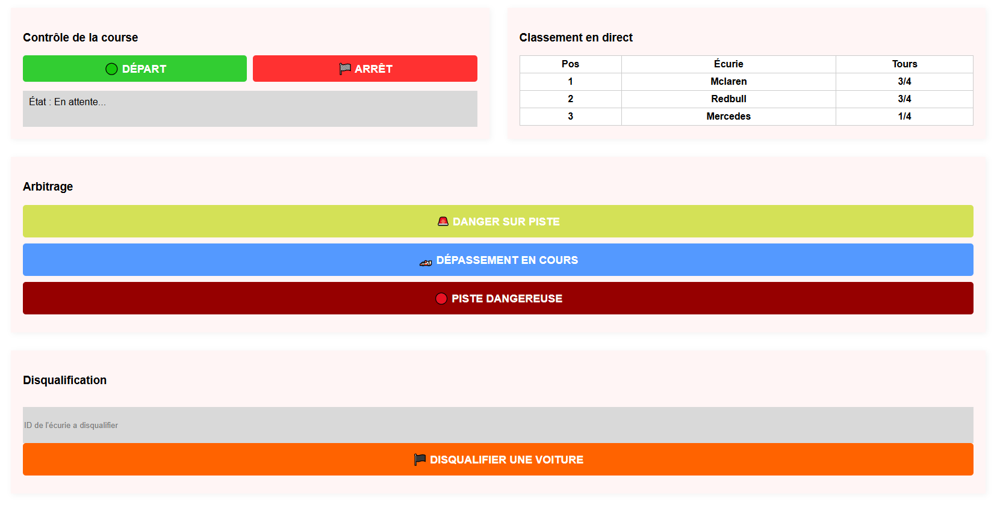 Contrôle de la course
🟢 DÉPART
🏁 ARRÊT
État : En attente...
Classement en direct
Pos Écurie Tours
1 Mclaren 3/4
2 Redbull 3/4
3 Mercedes 1/4
Arbitrage
🚨 DANGER SUR PISTE
🏎️ DÉPASSEMENT EN COURS
🔴 PISTE DANGEREUSE
Disqualification
ID de l'écurie a disqualifier
🏴 DISQUALIFIER UNE VOITURE